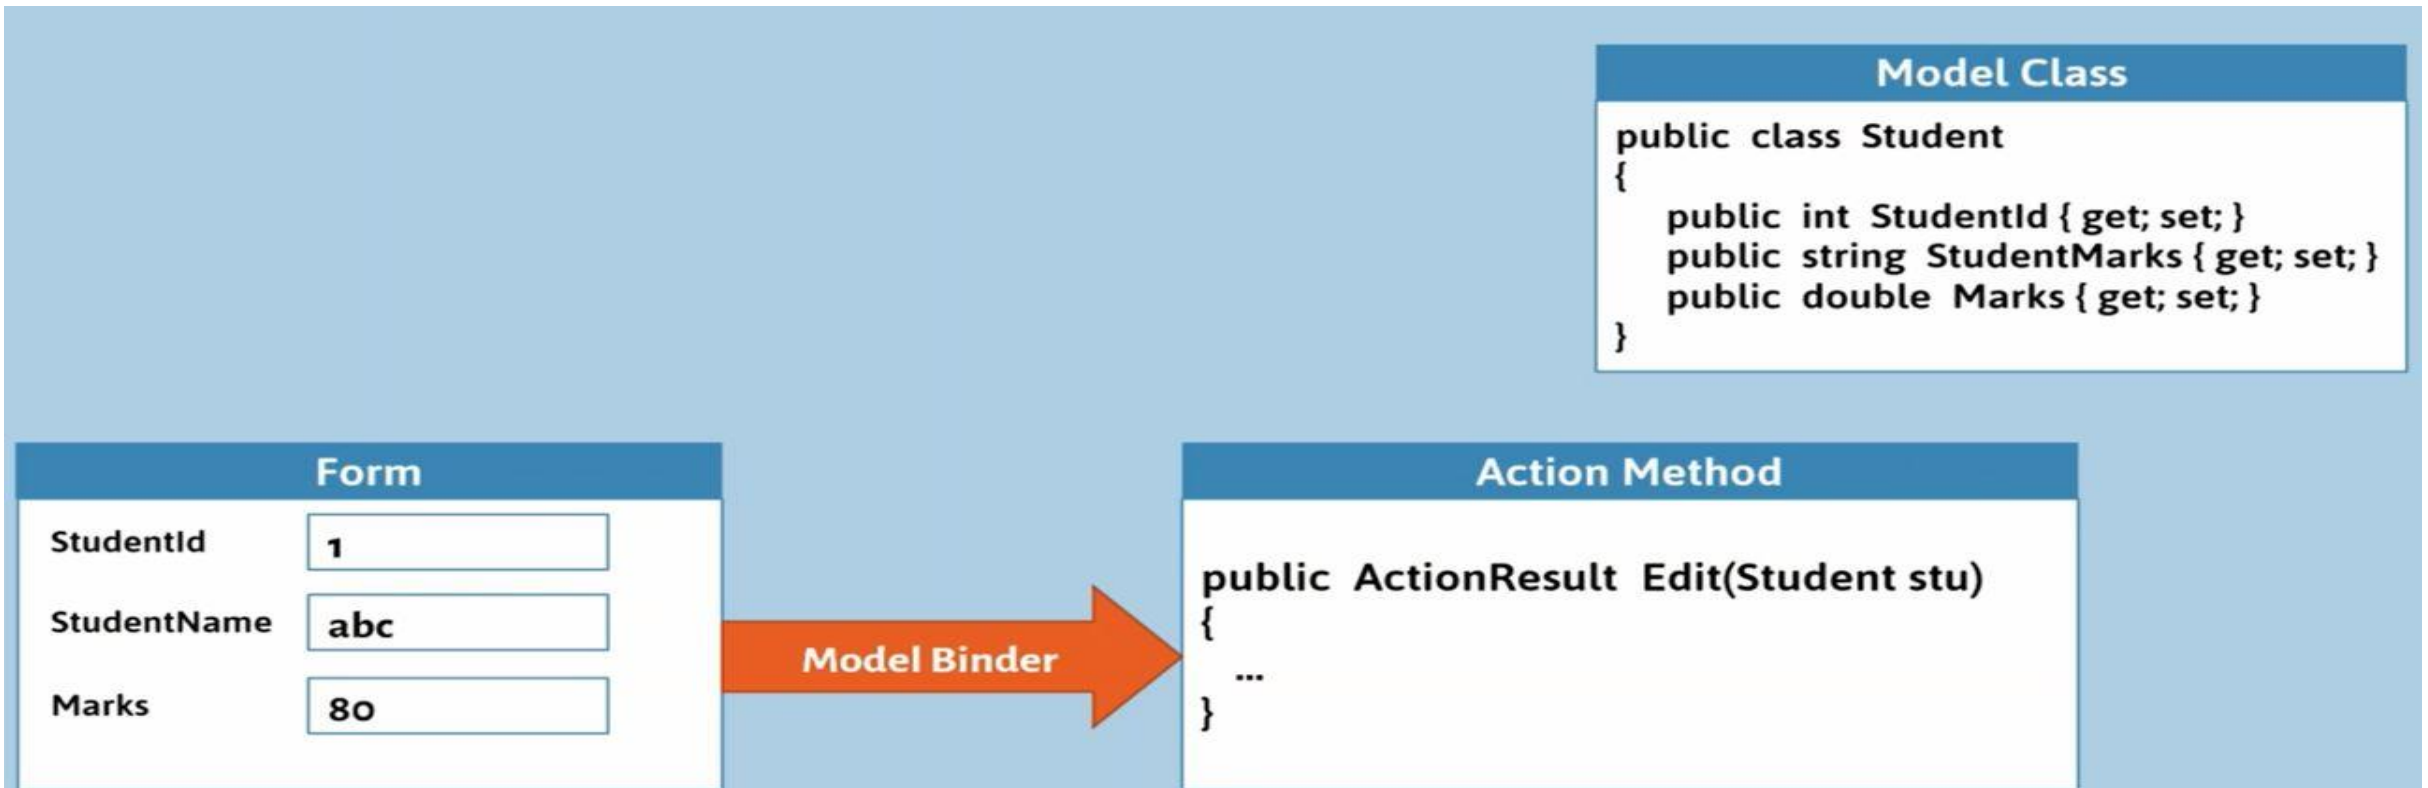 Model Class
public class Student
{
public int StudentId { get; set; }
public string StudentMarks { get; set; }
public double Marks { get; set; }
}
Form
StudentId 1
StudentName abc
Marks 80
Model Binder
Action Method
public ActionResult Edit(Student stu)
{
...
}